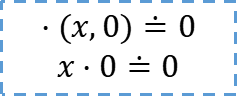 · (x, 0) ≐ 0
x · 0 ≐ 0